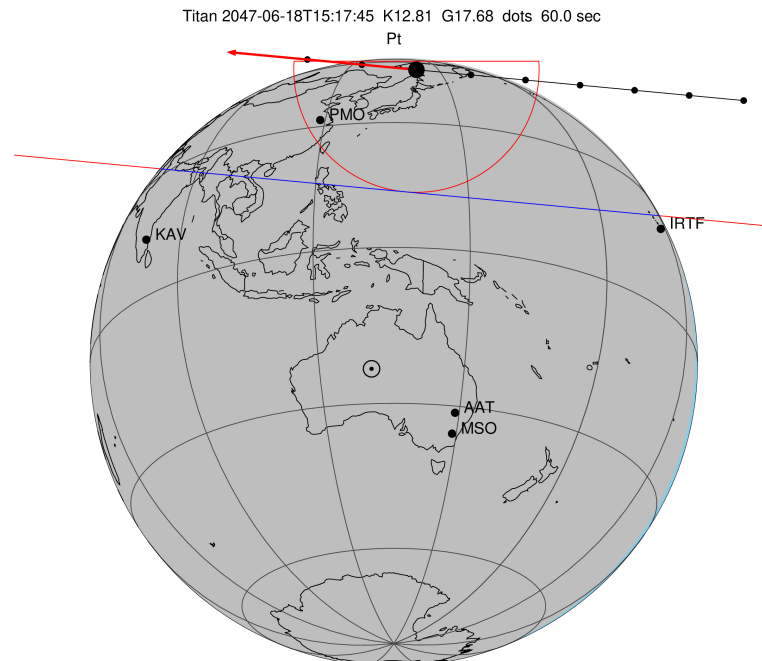 Titan 2047-06-18T15:17:45 K12.81 G17.68 dots 60.0 sec
Pt
PMO
IRTF
KAV
AAT
MSO